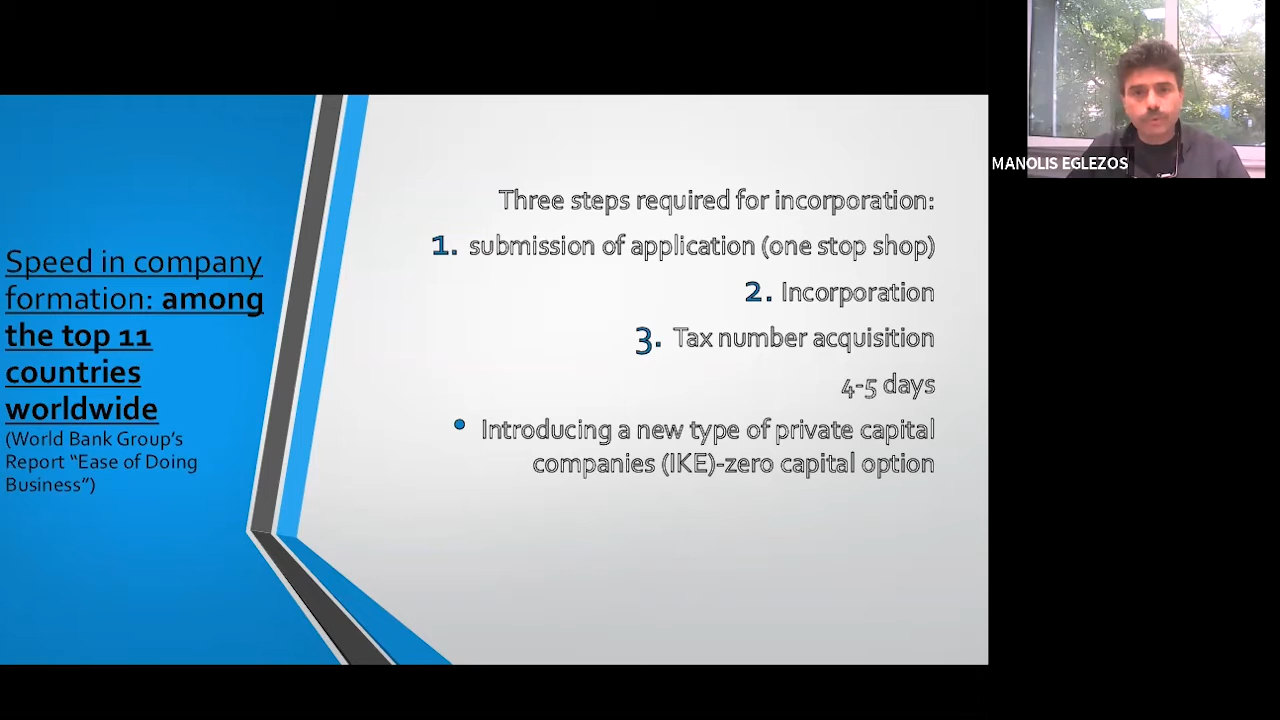 Speed in company
formation: among
the top 11
countries
worldwide
(World Bank Group's
Report “Ease of Doing
Business”)
Three steps required for incorporation:
1. submission of application (one stop shop)
2. Incorporation
3. Tax number acquisition
4-5 days
• Introducing a new type of private capital
companies (IKE)-zero capital option
MANOLIS EGLEZOS